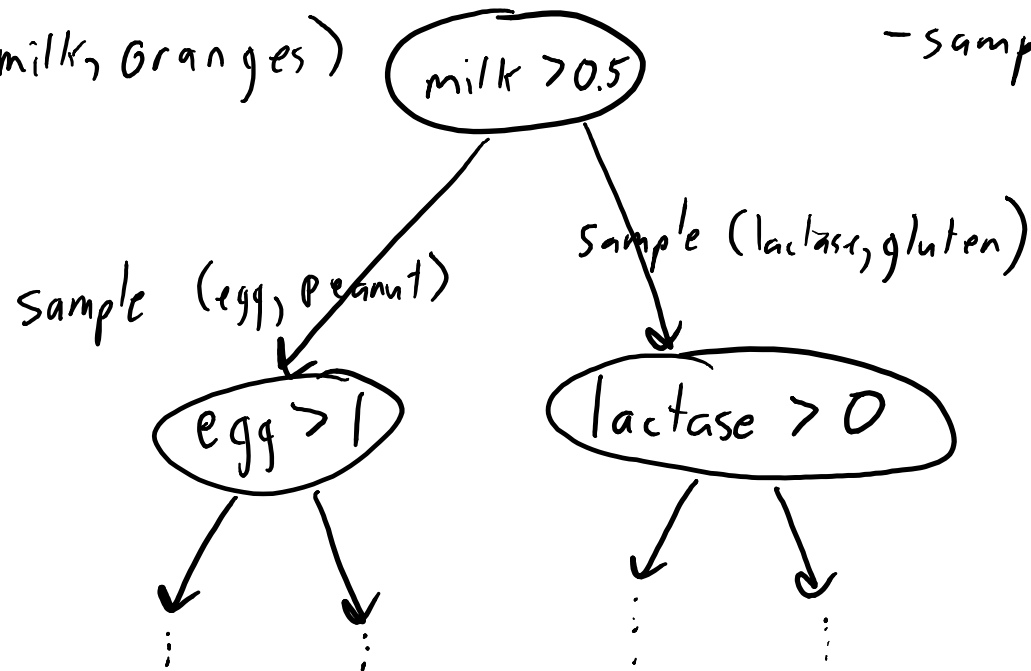 milk, oranges)
milk > 0.5
- samp
sample (lactase, gluten)
sample (egg, peanut)
egg > 1
lactase > 0